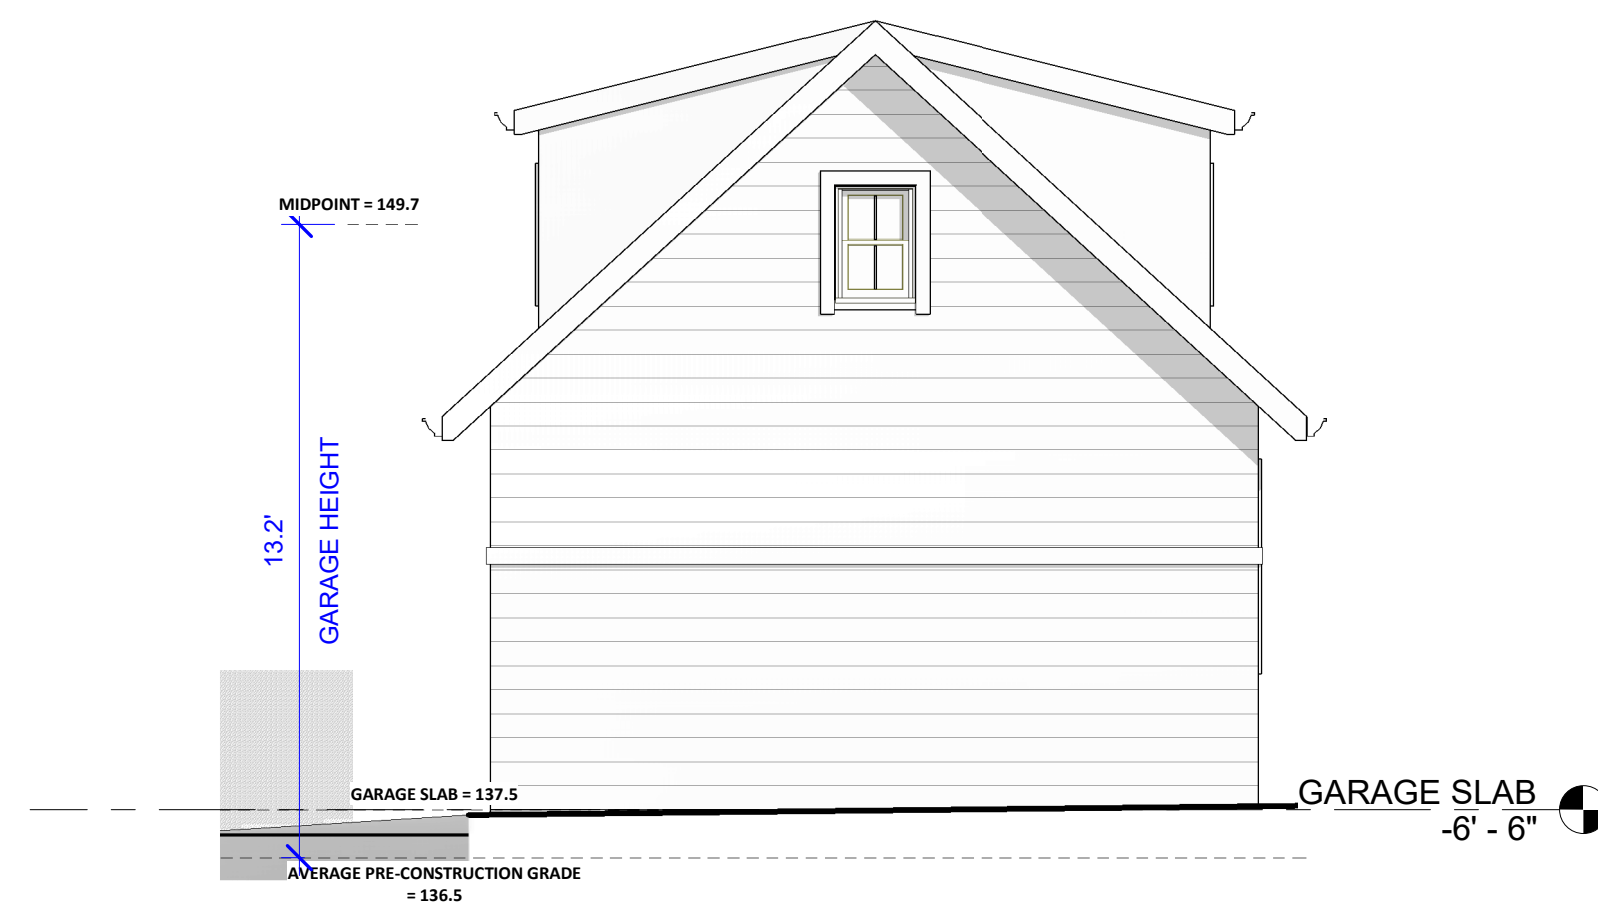 MIDPOINT = 149.7
13.2'
GARAGE HEIGHT
GARAGE SLAB = 137.5
GARAGE SLAB
-6' - 6"
AVERAGE PRE-CONSTRUCTION GRADE
= 136.5